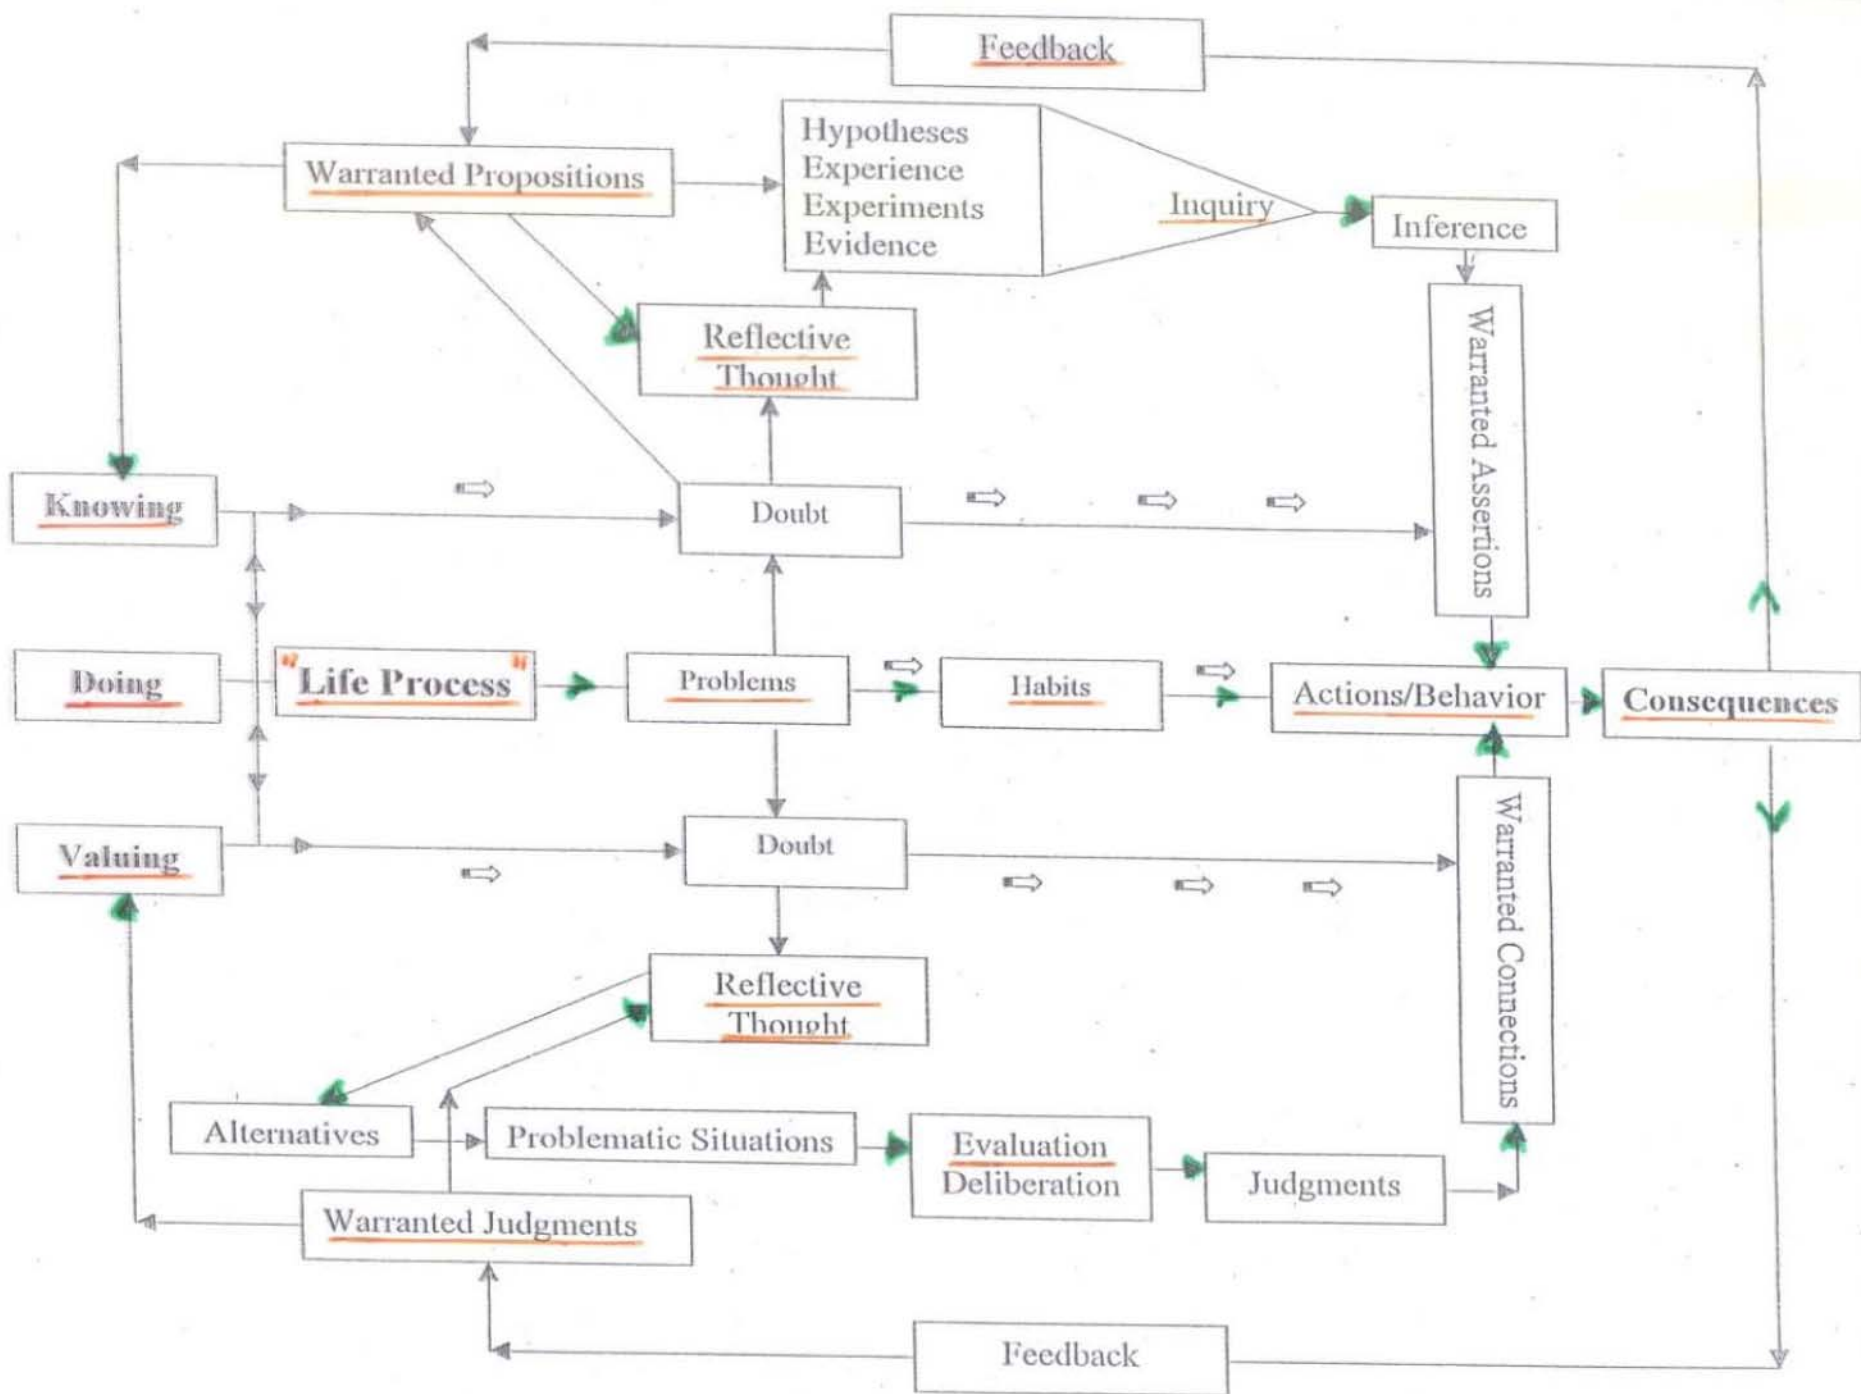 Feedback
Warranted Propositions
Hypotheses
Experience
Experiments
Evidence
Inquiry
Inference
Reflective
Thought
Warranted Assertions
Knowing
Doubt
Doing
"Life Process"
Problems
Habits
Actions/Behavior
Consequences
Valuing
Doubt
Warranted Connections
Reflective
Thought
Alternatives
Problematic Situations
Evaluation
Deliberation
Judgments
Warranted Judgments
Feedback